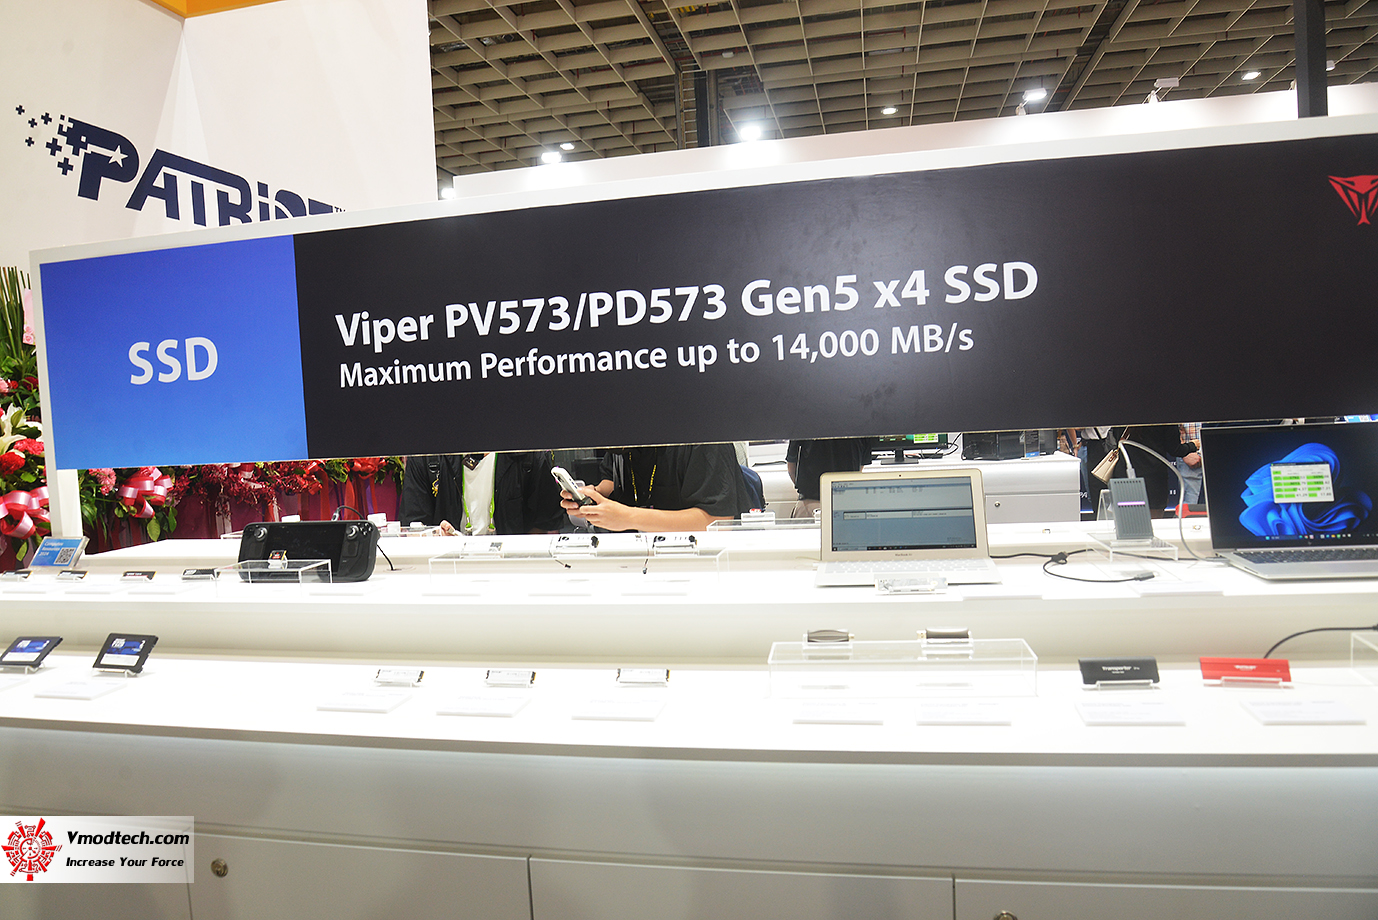 PATRIOT
SSD
Viper PV573/PD573 Gen5 x4 SSD
Maximum Performance up to 14,000 MB/s
Transporter
Vmodtech.com
Increase Your Force